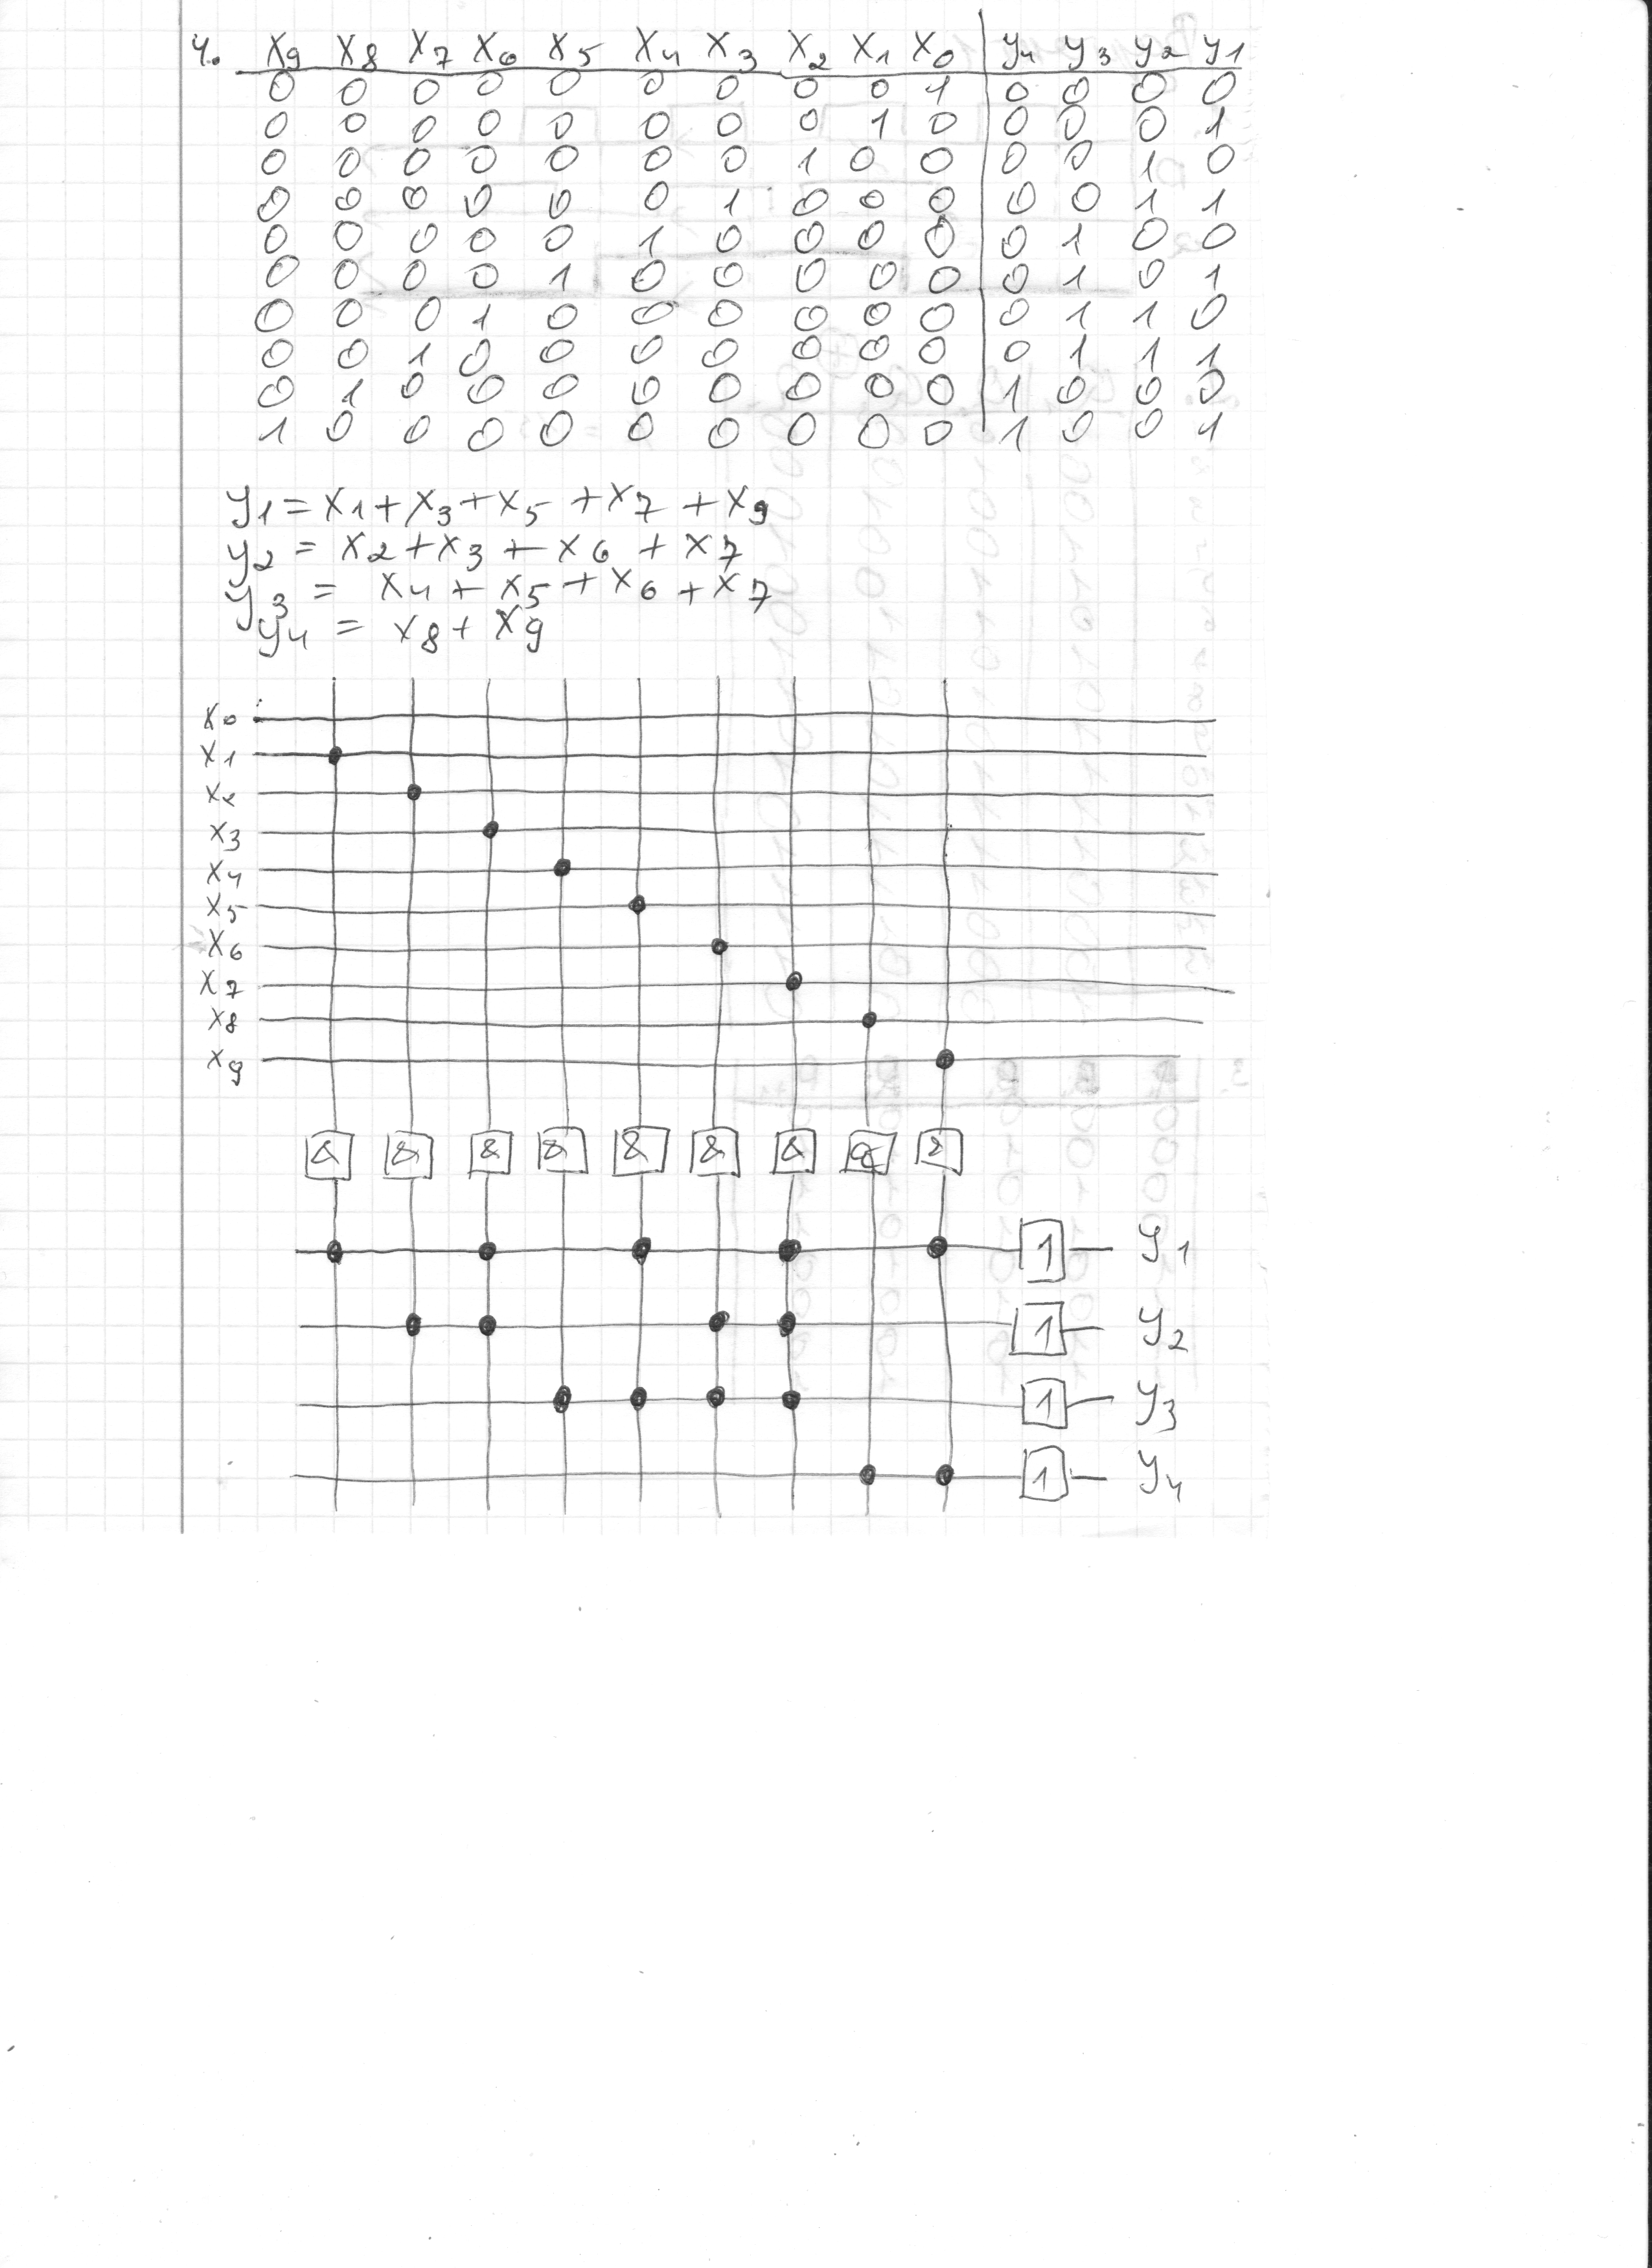 4. x9 x8 x7 x6 x5 x4 x3 x2 x1 x0 y4 y3 y2 y1
0 0 0 0 0 0 0 0 0 1 0 0 0 0
0 0 0 0 0 0 0 0 1 0 0 0 0 1
0 0 0 0 0 0 0 1 0 0 0 0 1 0
0 0 0 0 0 0 1 0 0 0 0 0 1 1
0 0 0 0 0 1 0 0 0 0 0 1 0 0
0 0 0 0 1 0 0 0 0 0 0 1 0 1
0 0 0 1 0 0 0 0 0 0 0 1 1 0
0 0 1 0 0 0 0 0 0 0 0 1 1 1
0 1 0 0 0 0 0 0 0 0 1 0 0 0
1 0 0 0 0 0 0 0 0 0 1 0 0 1
y1 = x1 + x3 + x5 + x7 + x9
y2 = x2 + x3 + x6 + x7
y3 = x4 + x5 + x6 + x7
y4 = x8 + x9
x0
x1
x2
x3
x4
x5
x6
x7
x8
x9
& & & & & & & & &
1 y1
1 y2
1 y3
1 y4